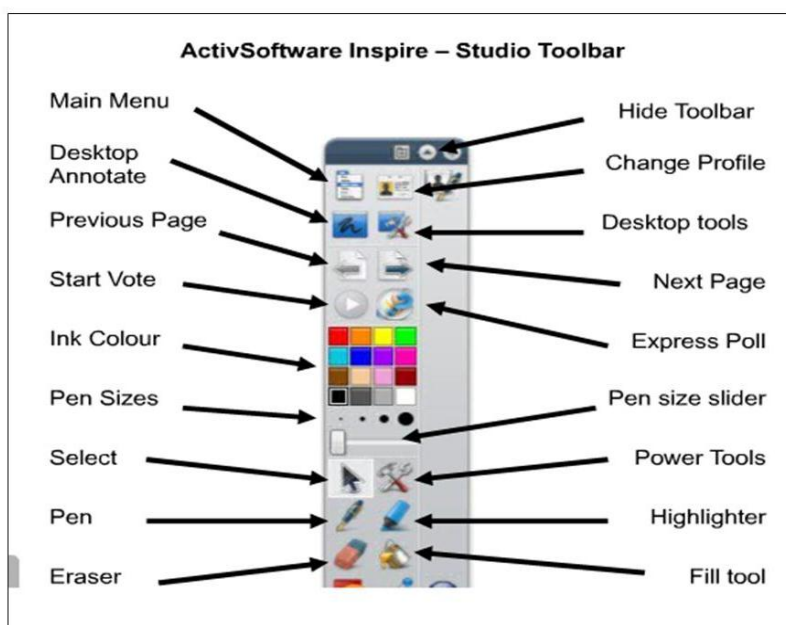 ActivSoftware Inspire – Studio Toolbar
Main Menu
Hide Toolbar
Desktop
Annotate
Change Profile
Previous Page
Desktop tools
Start Vote
Next Page
Ink Colour
Express Poll
Pen Sizes
Pen size slider
Select
Power Tools
Pen
Highlighter
Eraser
Fill tool